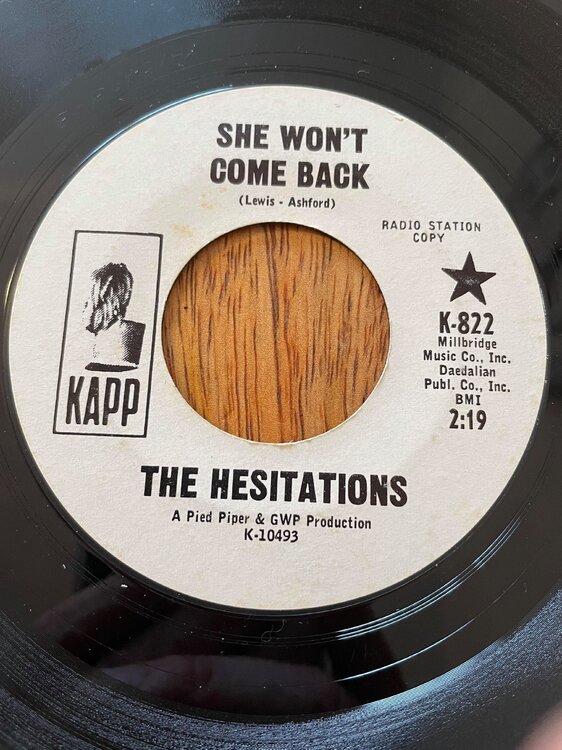 SHE WON'T
COME BACK
(Lewis - Ashford)
RADIO STATION
COPY
K-822
Millbridge
Music Co., Inc.
Daedalian
Publ. Co., Inc.
BMI
2:19
KAPP
THE HESITATIONS
A Pied Piper & GWP Production
K-10493